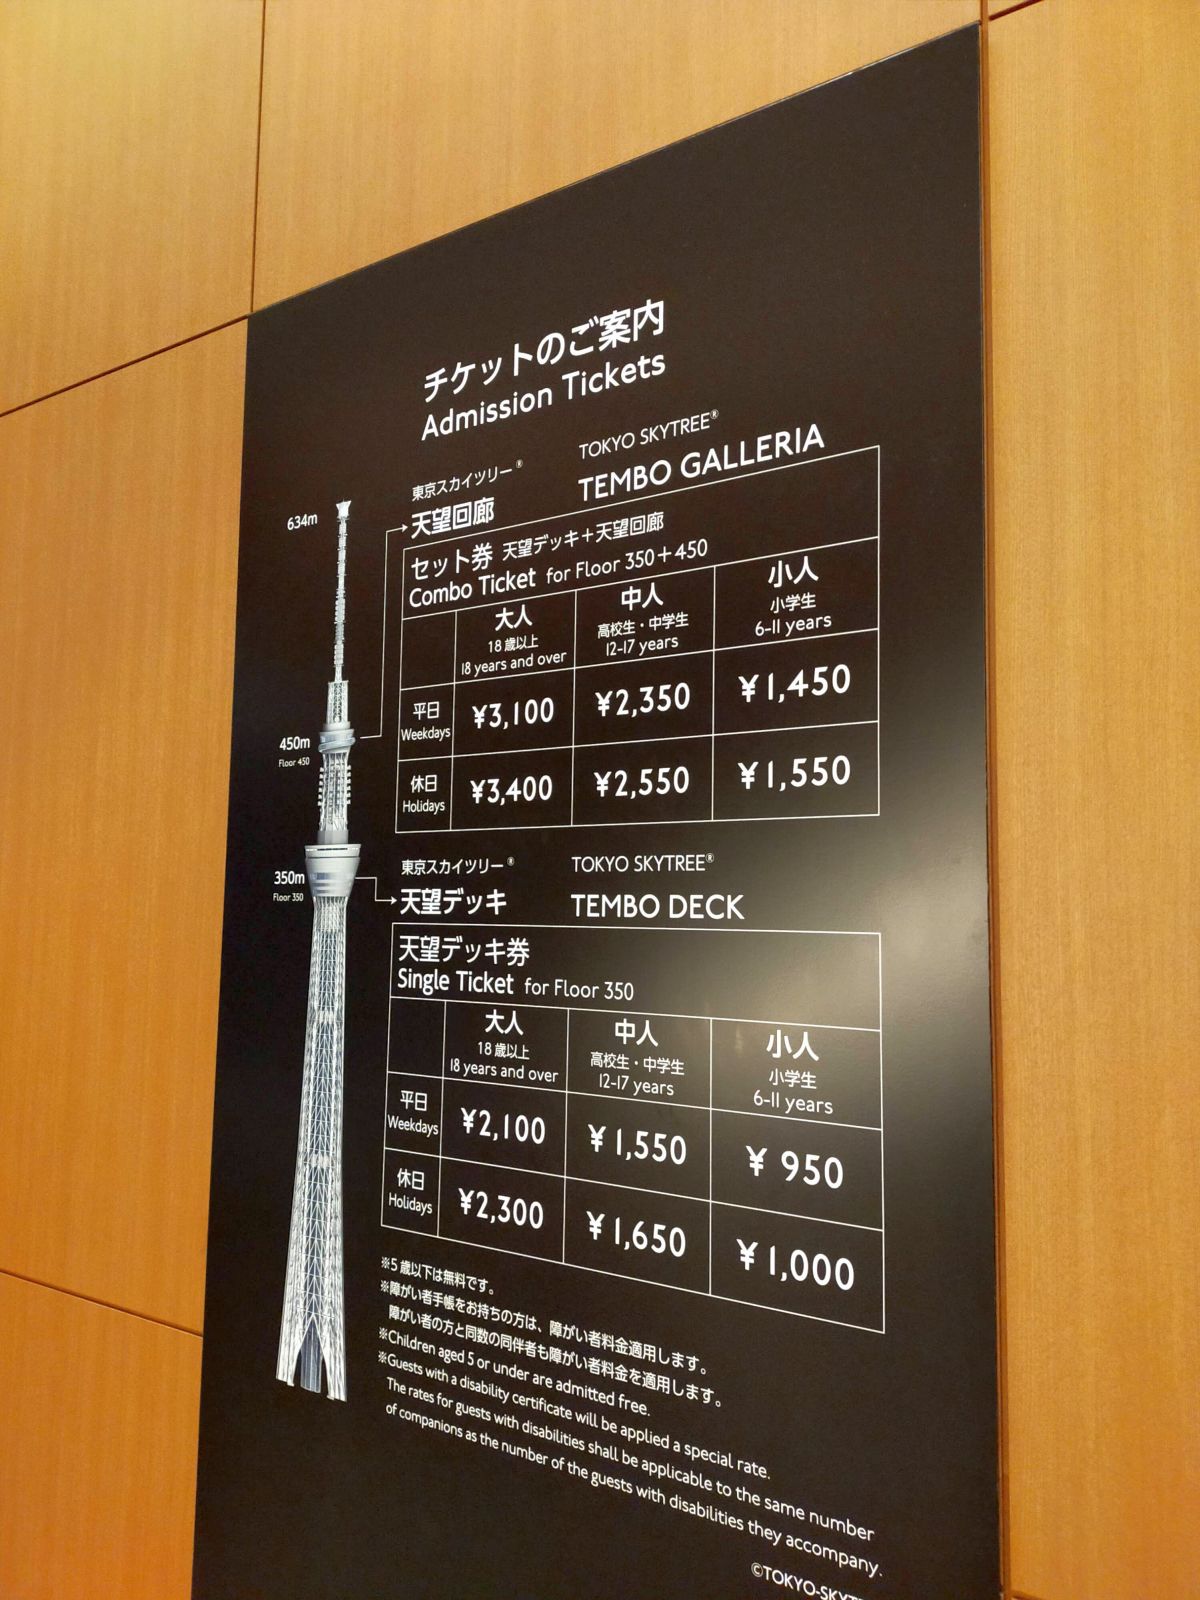 チケットのご案内
Admission Tickets
東京スカイツリー®
TOKYO SKYTREE®
天望回廊
TEMBO GALLERIA
634m
セット券 天望デッキ+天望回廊
Combo Ticket for Floor 350+450
大人
18歳以上
18 years and over
中人
高校生・中学生
12-17 years
小人
小学生
6-11 years
平日
Weekdays
¥3,100
¥2,350
¥1,450
450m
Floor 450
休日
Holidays
¥3,400
¥2,550
¥1,550
東京スカイツリー®
TOKYO SKYTREE®
350m
Floor 350
天望デッキ
TEMBO DECK
天望デッキ券
Single Ticket for Floor 350
大人
18歳以上
18 years and over
中人
高校生・中学生
12-17 years
小人
小学生
6-11 years
平日
Weekdays
¥2,100
¥1,550
¥950
休日
Holidays
¥2,300
¥1,650
¥1,000
※5歳以下は無料です。
※障がい者手帳をお持ちの方は、障がい者料金適用します。
障がい者の方と同数の同伴者も障がい者料金を適用します。
※Children aged 5 or under are admitted free.
※Guests with a disability certificate will be applied a special rate.
The rates for guests with disabilities shall be applicable to the same number
of companions as the number of the guests with disabilities they accompany.
©TOKYO-SKYTREE